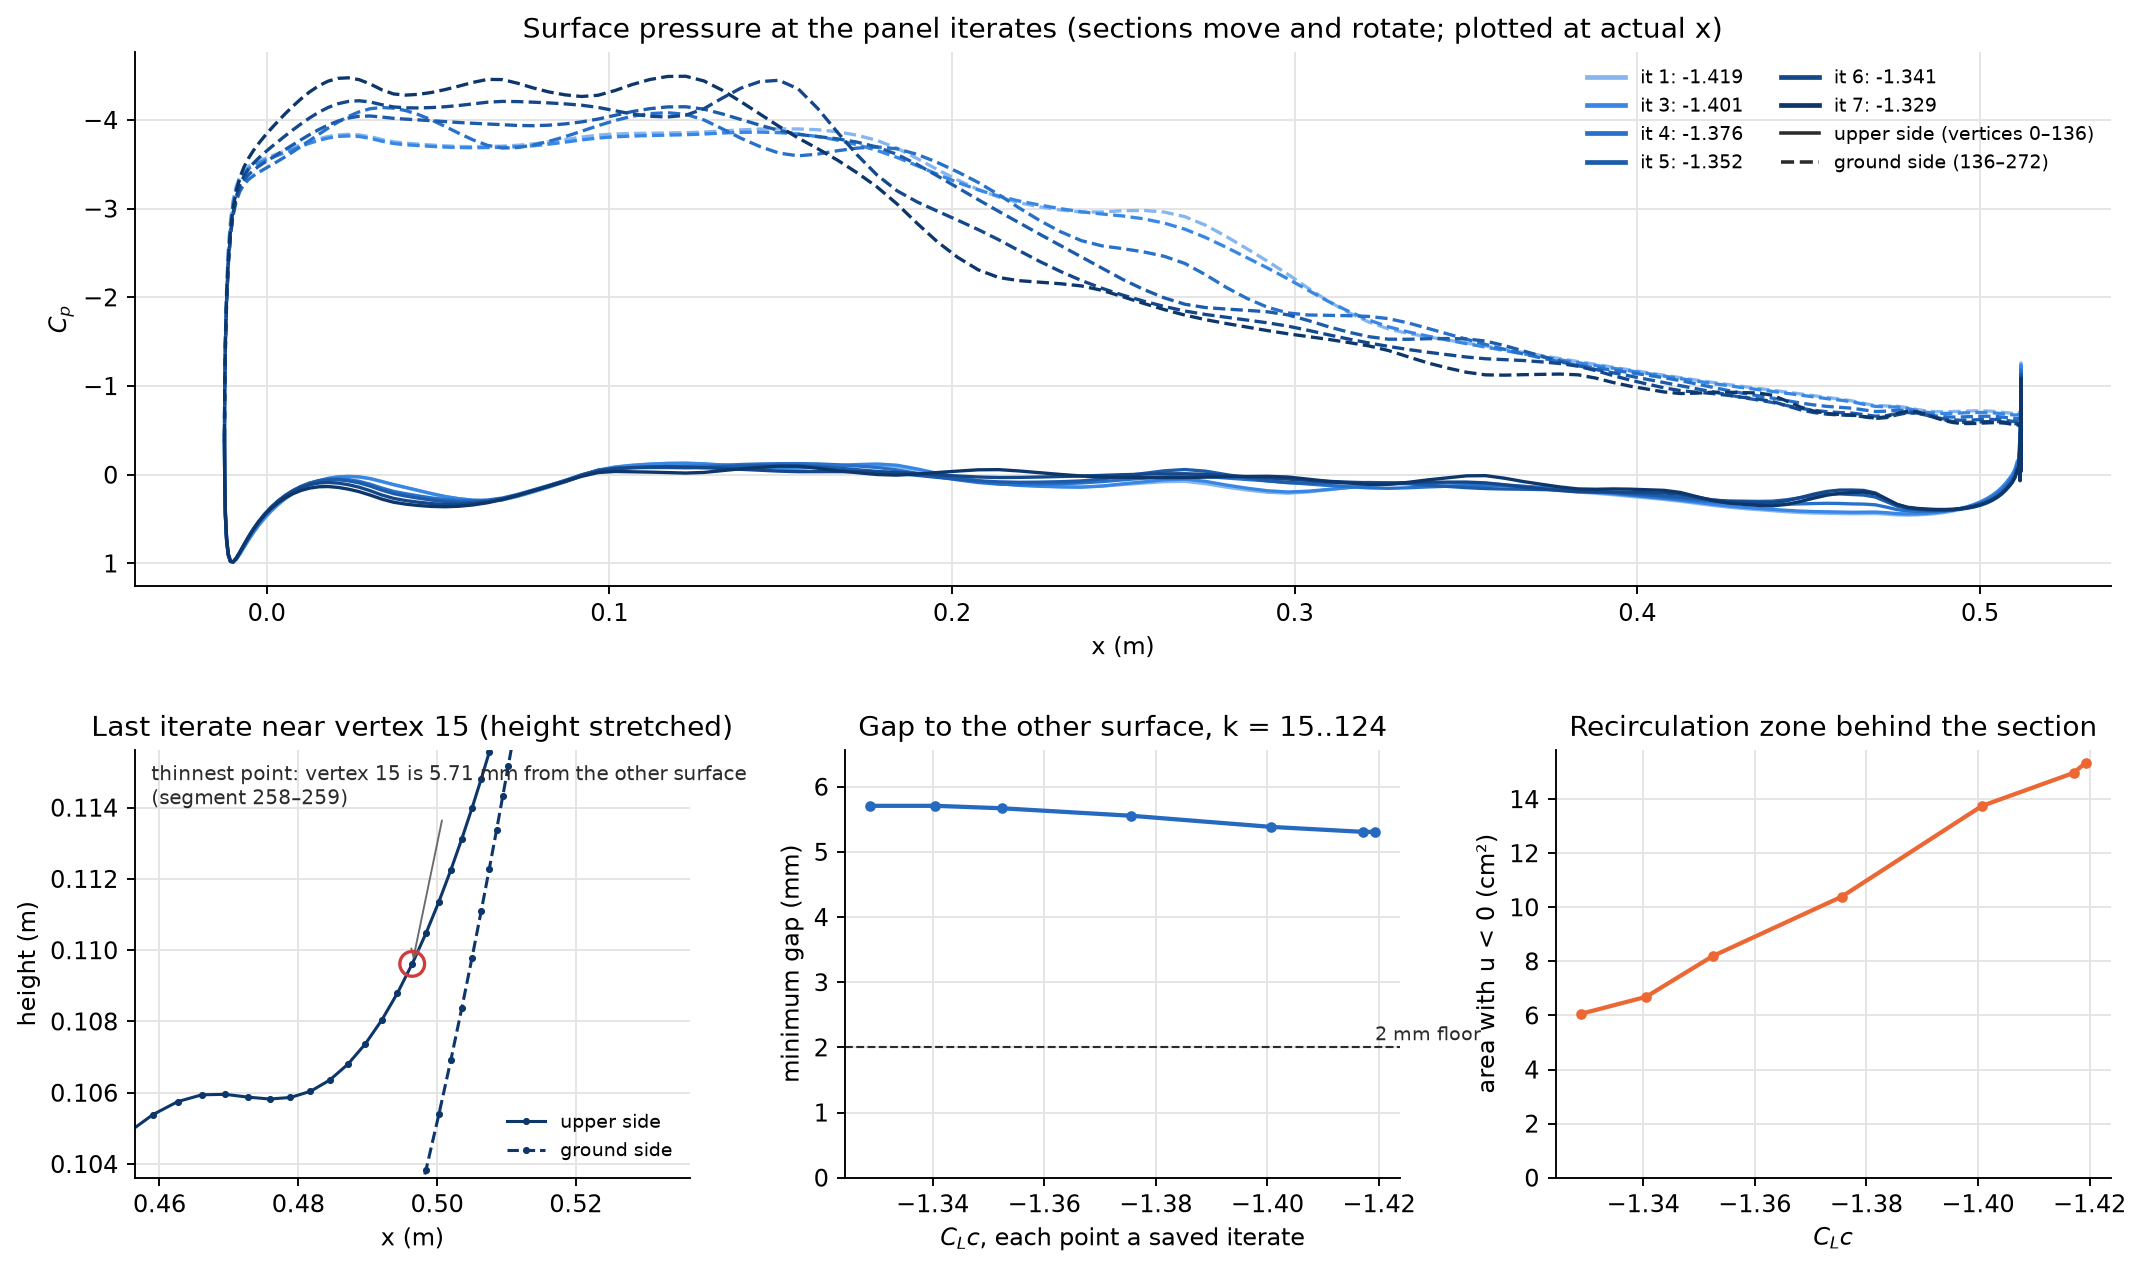 Surface pressure at the panel iterates (sections move and rotate; plotted at actual x)
it 1: -1.419
it 3: -1.401
it 4: -1.376
it 5: -1.352
it 6: -1.341
it 7: -1.329
upper side (vertices 0–136)
ground side (136–272)
−4
−3
−2
−1
0
1
Cp
0.0
0.1
0.2
0.3
0.4
0.5
x (m)
Last iterate near vertex 15 (height stretched)
thinnest point: vertex 15 is 5.71 mm from the other surface
(segment 258–259)
0.114
0.112
0.110
0.108
0.106
0.104
height (m)
upper side
ground side
0.46
0.48
0.50
0.52
x (m)
Gap to the other surface, k = 15..124
6
5
4
3
2
1
0
minimum gap (mm)
2 mm floor
−1.34
−1.36
−1.38
−1.40
−1.42
CLc, each point a saved iterate
Recirculation zone behind the section
14
12
10
8
6
4
2
0
area with u < 0 (cm²)
−1.34
−1.36
−1.38
−1.40
−1.42
CLc